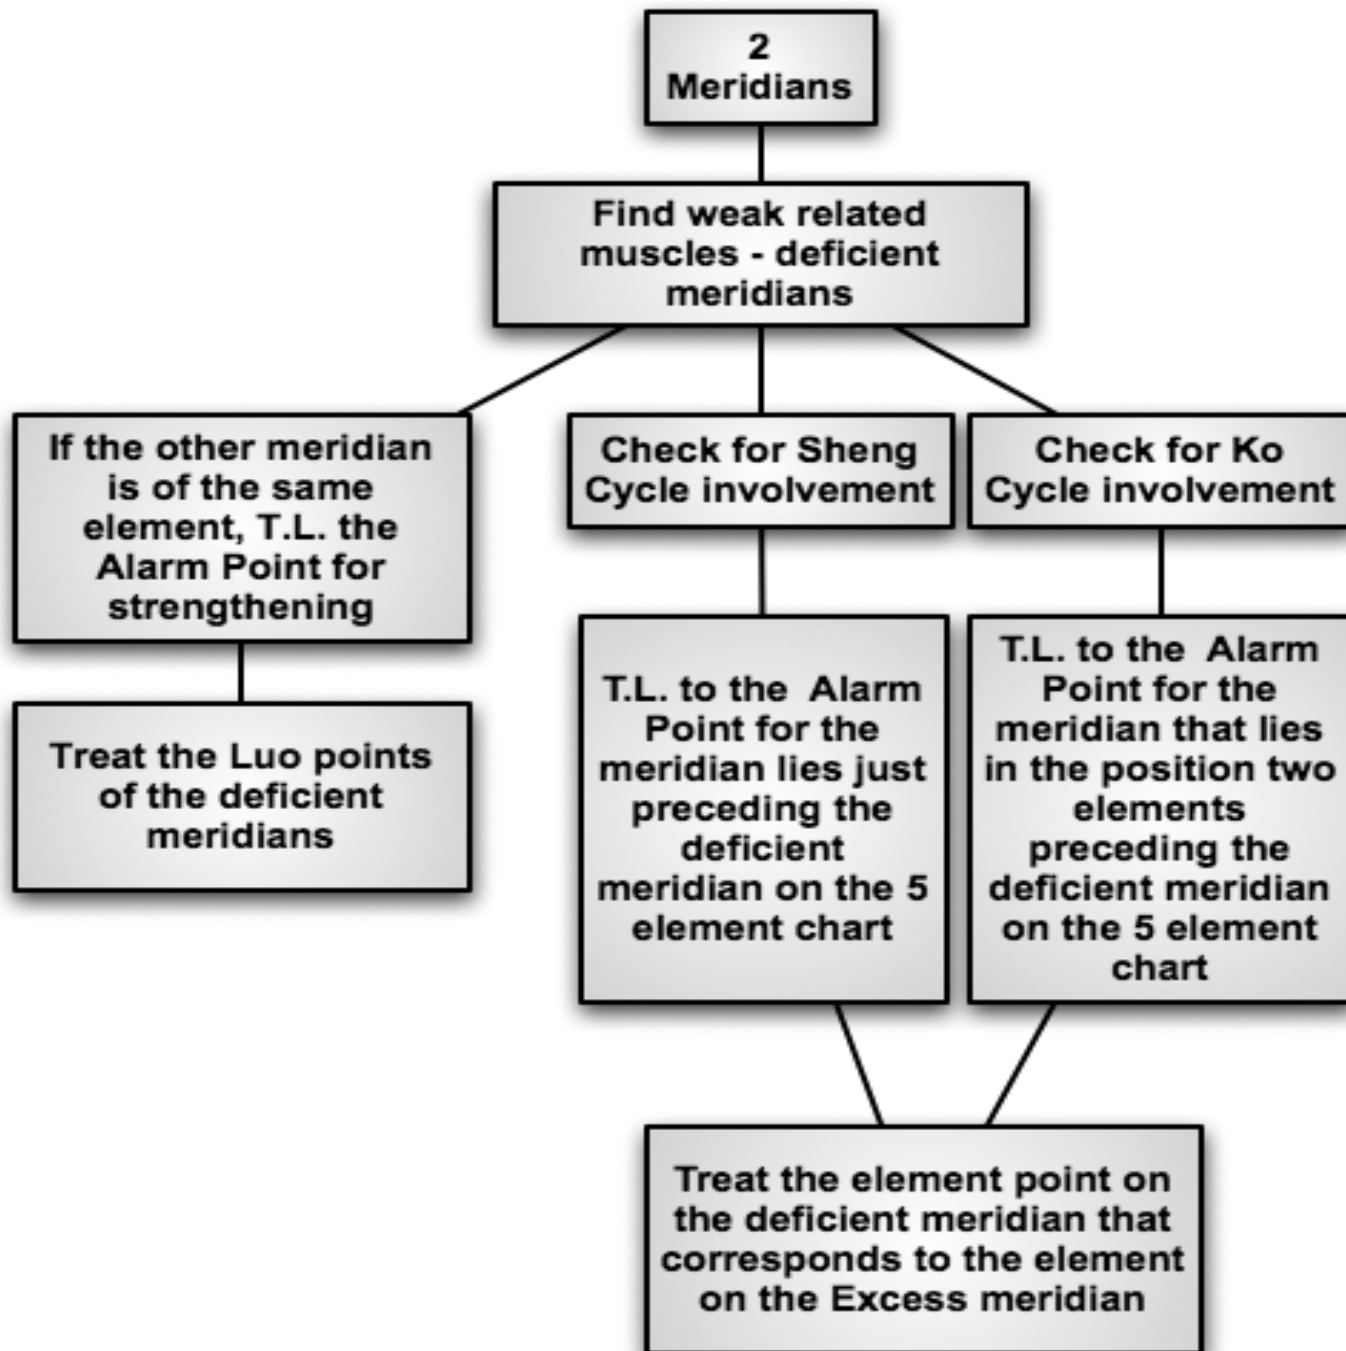 2
Meridians
Find weak related
muscles - deficient
meridians
If the other meridian
is of the same
element, T.L. the
Alarm Point for
strengthening
Treat the Luo points
of the deficient
meridians
Check for Sheng
Cycle involvement
T.L. to the Alarm
Point for the
meridian lies just
preceding the
deficient
meridian on the 5
element chart
Check for Ko
Cycle involvement
T.L. to the Alarm
Point for the
meridian that lies
in the position two
elements
preceding the
deficient meridian
on the 5 element
chart
Treat the element point on
the deficient meridian that
corresponds to the element
on the Excess meridian